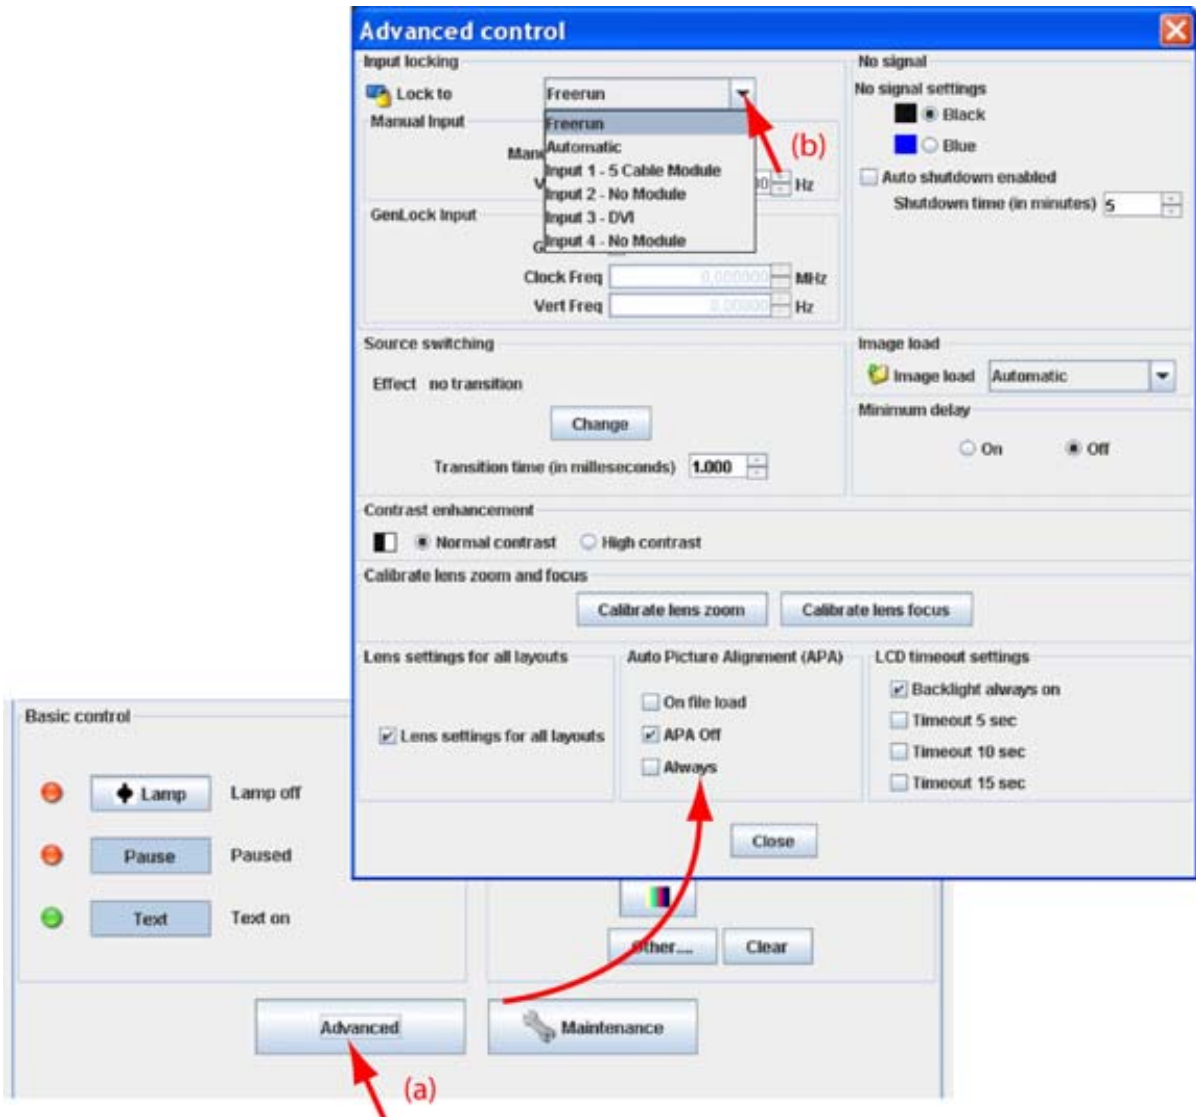 Advanced control
Input locking
Lock to Freerun
Freerun
Automatic
Input 1 - 5 Cable Module
Input 2 - No Module
Input 3 - DVI
Input 4 - No Module
(b)
Manual Input
Hz
GenLock Input
Clock Freq 0,000000 MHz
Vert Freq 0.00000 Hz
No signal
No signal settings
Black
Blue
Auto shutdown enabled
Shutdown time (in minutes) 5
Source switching
Effect no transition
Change
Transition time (in milleseconds) 1.000
Image load
Image load Automatic
Minimum delay
On Off
Contrast enhancement
Normal contrast High contrast
Calibrate lens zoom and focus
Calibrate lens zoom Calibrate lens focus
Lens settings for all layouts
Lens settings for all layouts
Auto Picture Alignment (APA)
On file load
APA Off
Always
LCD timeout settings
Backlight always on
Timeout 5 sec
Timeout 10 sec
Timeout 15 sec
Close
Basic control
Lamp Lamp off
Pause Paused
Text Text on
Other.... Clear
Advanced Maintenance
(a)